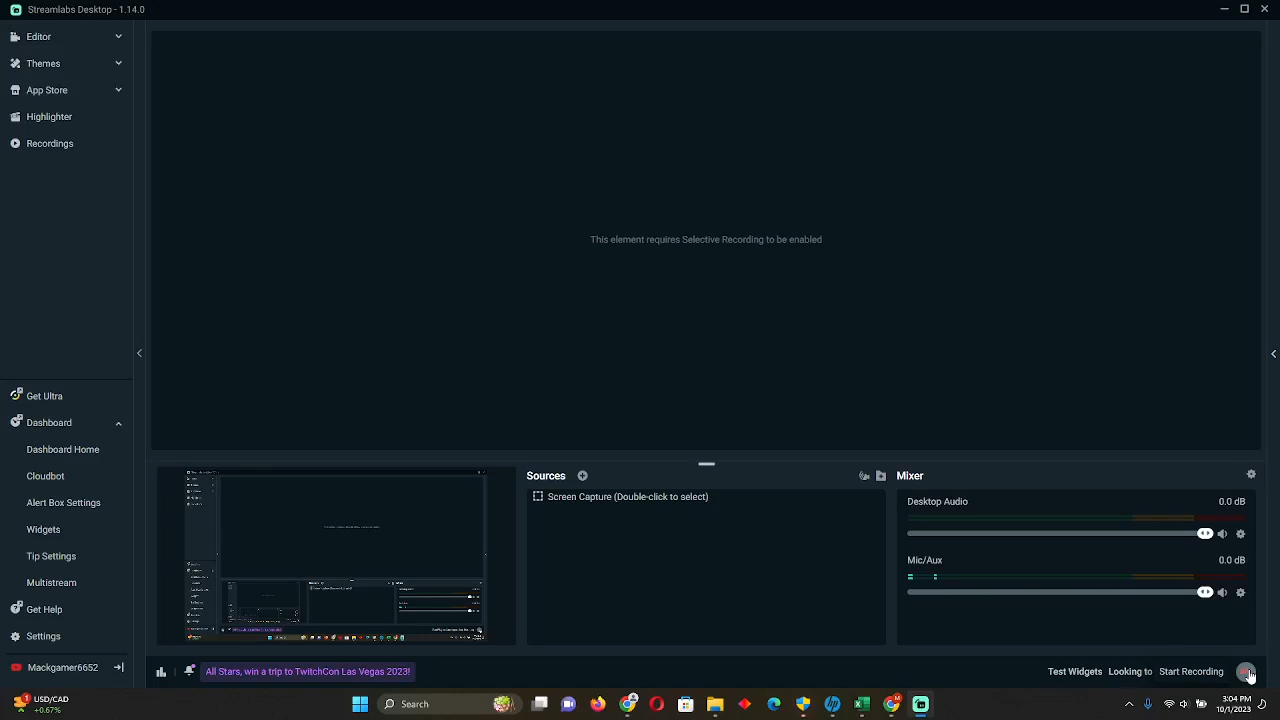 Streamlabs Desktop - 1.14.0
Editor
Themes
App Store
Highlighter
Recordings
This element requires Selective Recording to be enabled
Get Ultra
Dashboard
Dashboard Home
Cloudbot
Alert Box Settings
Widgets
Tip Settings
Multistream
Get Help
Settings
Mackgamer6652
Sources
Screen Capture (Double-click to select)
Mixer
Desktop Audio 0.0 dB
Mic/Aux 0.0 dB
All Stars, win a trip to TwitchCon Las Vegas 2023!
Test Widgets Looking to Start Recording
1
USDCAD
+0.67%
Search
3:04 PM
10/7/2023